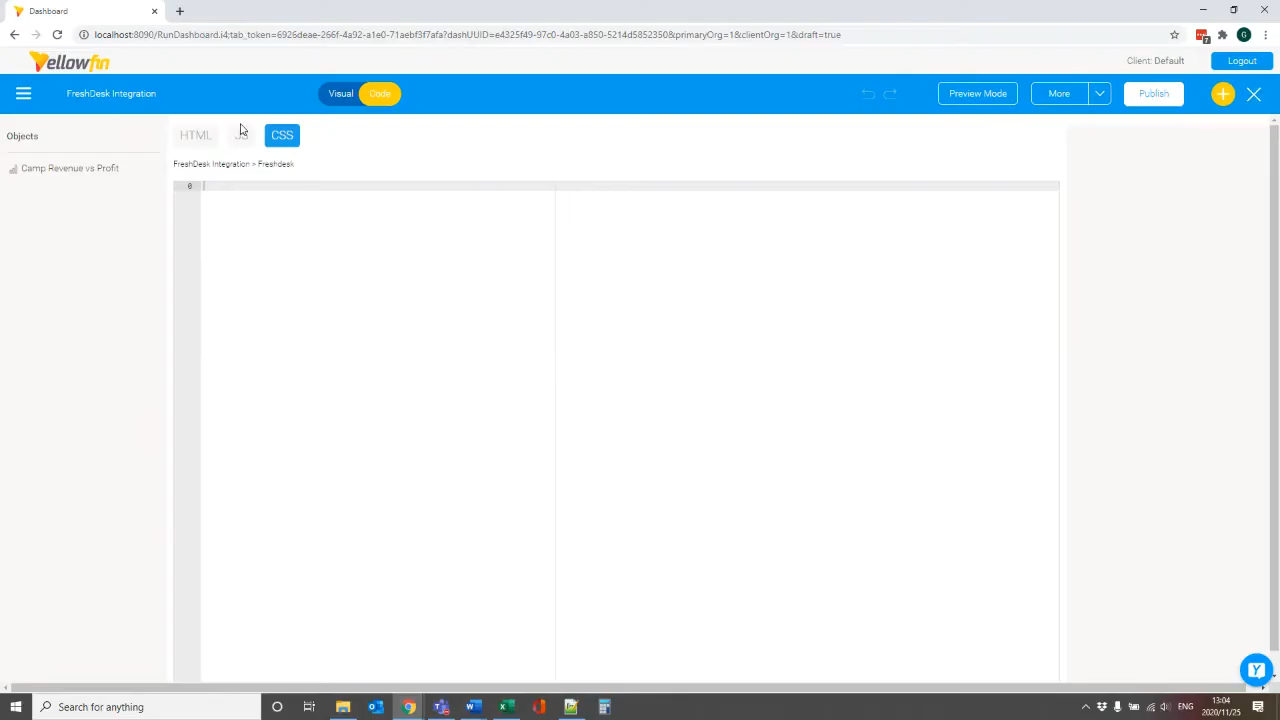 Dashboard
localhost:8090/RunDashboard.i4;tab_token=6926deae-266f-4a92-a1e0-71aebf3f7afa?dashUUID=e4325f49-97c0-4a03-a850-5214d5852350&primaryOrg=1&clientOrg=1&draft=true
7
G
Yellowfin
Client: Default
Logout
FreshDesk Integration
Visual
Code
Preview Mode
More
Publish
Objects
HTML
JS
CSS
FreshDesk Integration » Freshdesk
Camp Revenue vs Profit
0
Search for anything
ENG
13:04
2020/11/25